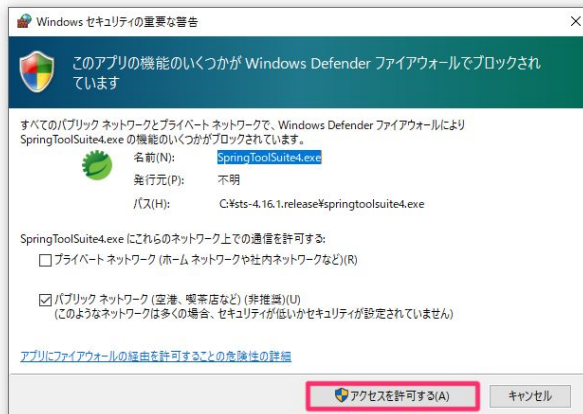 Windows セキュリティの重要な警告
このアプリの機能のいくつかが Windows Defender ファイアウォールでブロックされ
ています
すべてのパブリック ネットワークとプライベート ネットワークで、Windows Defender ファイアウォールにより
SpringToolSuite4.exe の機能のいくつかがブロックされています。
名前(N): SpringToolSuite4.exe
発行元(P): 不明
パス(H): C:¥sts-4.16.1.release¥springtoolsuite4.exe
SpringToolSuite4.exe にこれらのネットワーク上での通信を許可する:
プライベート ネットワーク (ホーム ネットワークや社内ネットワークなど)(R)
パブリック ネットワーク (空港、喫茶店など) (非推奨)(U)
(このようなネットワークは多くの場合、セキュリティが低いかセキュリティが設定されていません)
アプリにファイアウォールの経由を許可することの危険性の詳細
アクセスを許可する(A) キャンセル